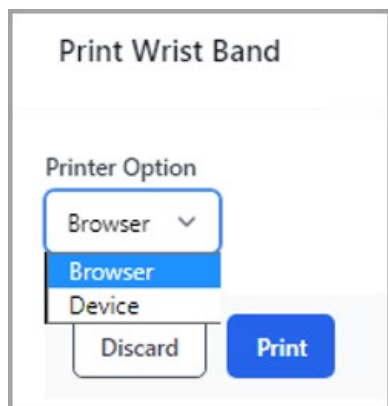 Print Wrist Band
Printer Option
Browser
Browser
Device
Discard Print